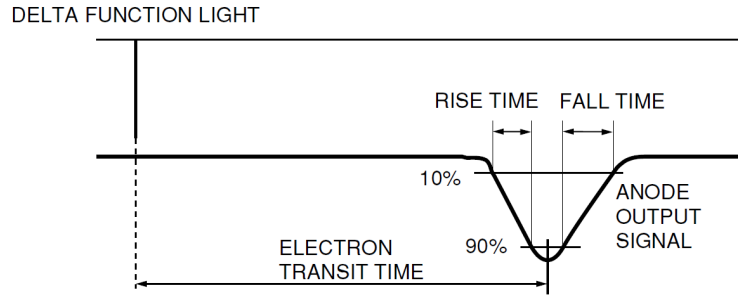 DELTA FUNCTION LIGHT
RISE TIME
FALL TIME
10%
ANODE
OUTPUT
SIGNAL
90%
ELECTRON
TRANSIT TIME